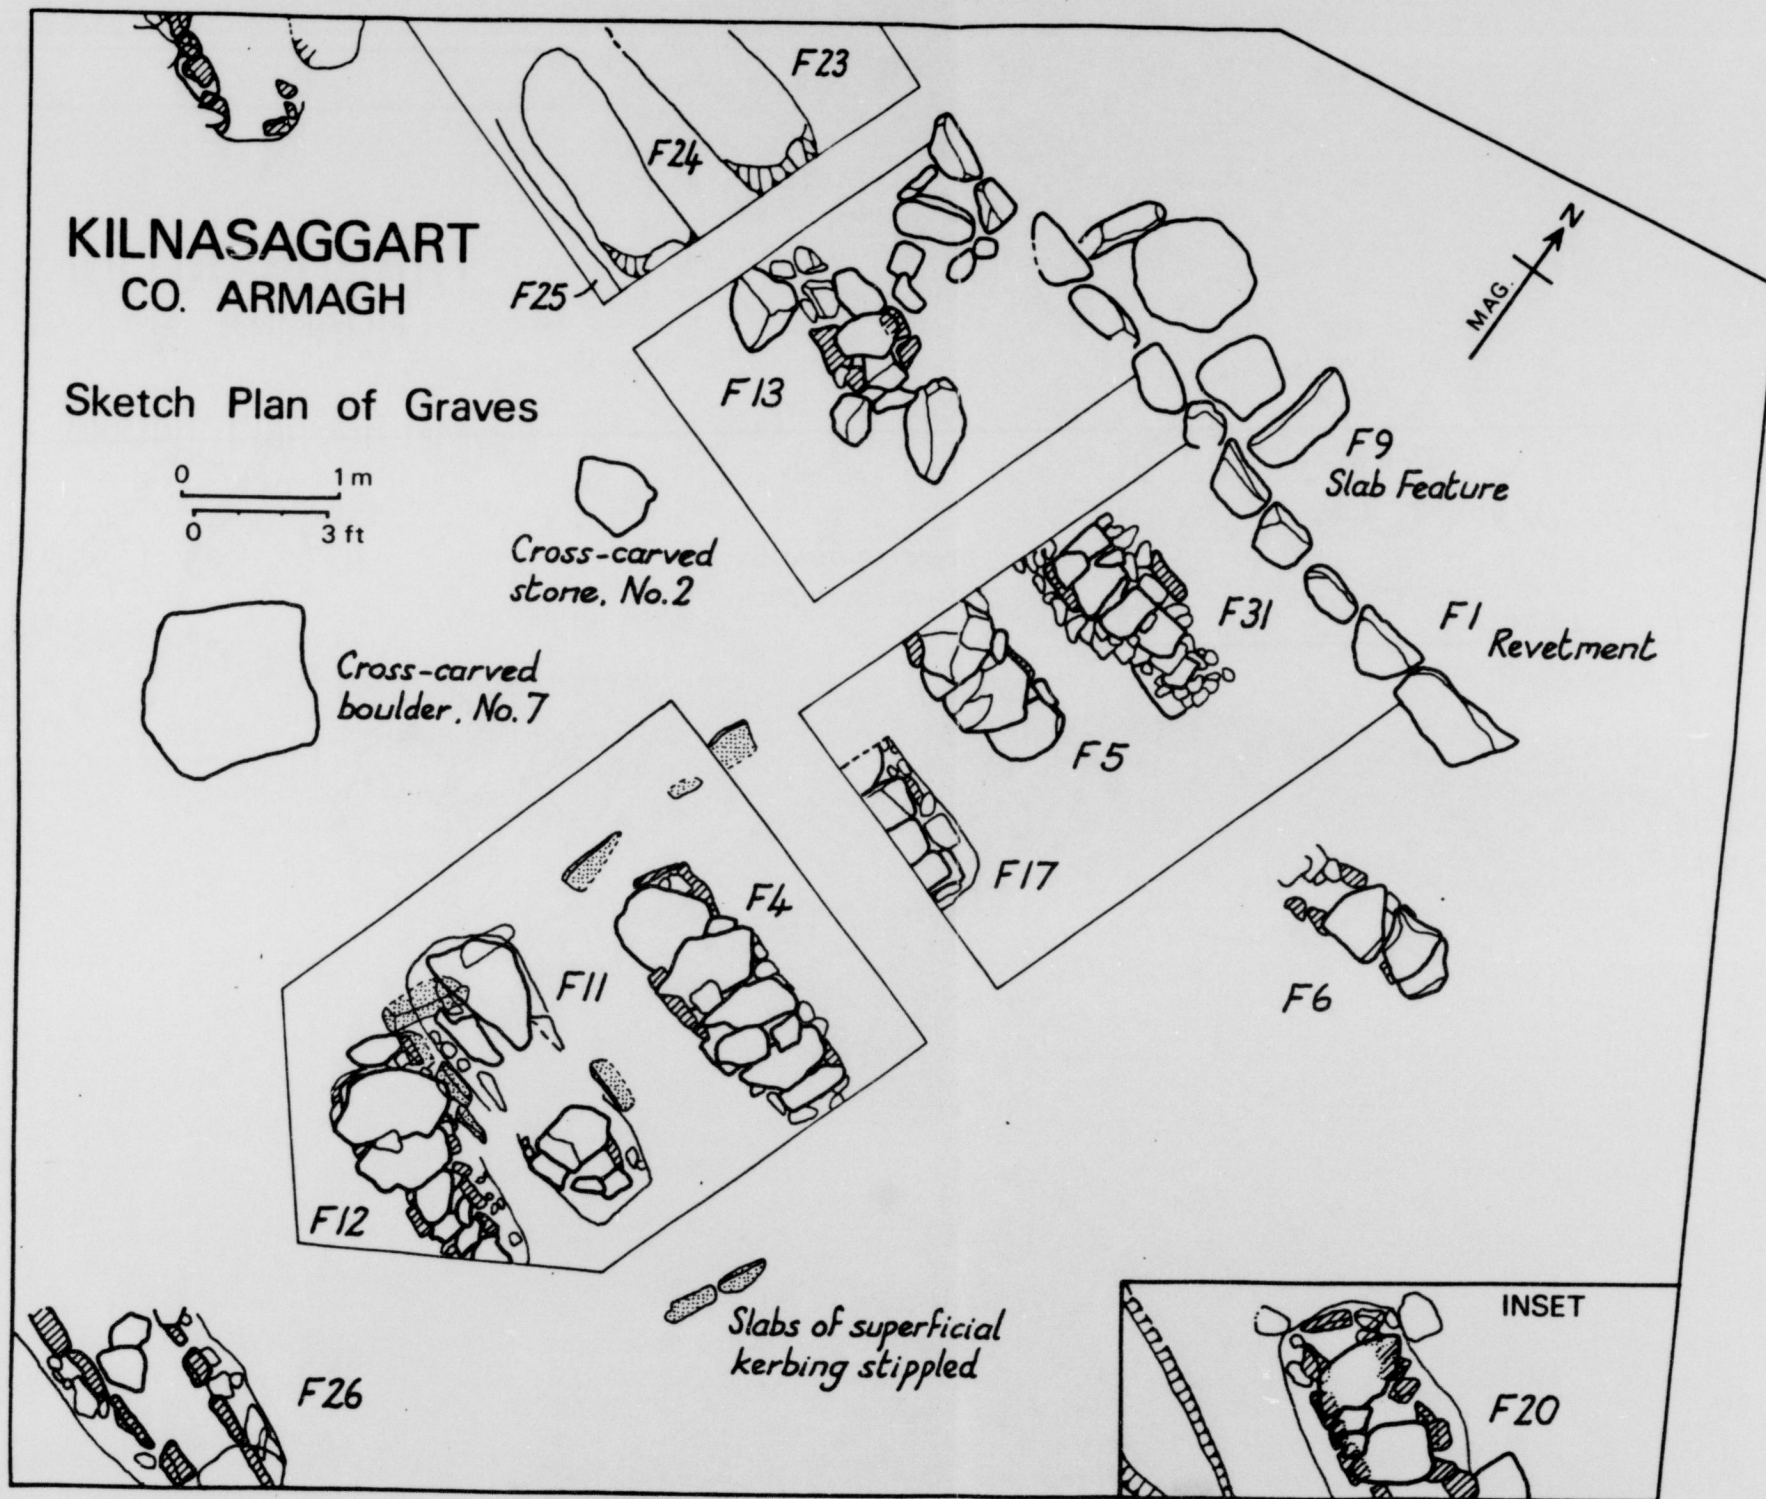 KILNASAGGART
CO. ARMAGH
Sketch Plan of Graves
0 1 m
0 3 ft
F23
F24
F25
F13
MAG. N
F9
Slab Feature
Cross-carved
stone, No. 2
F31
F1
Revetment
Cross-carved
boulder, No. 7
F5
F17
F4
F11
F6
F12
Slabs of superficial
kerbing stippled
F26
INSET
F20